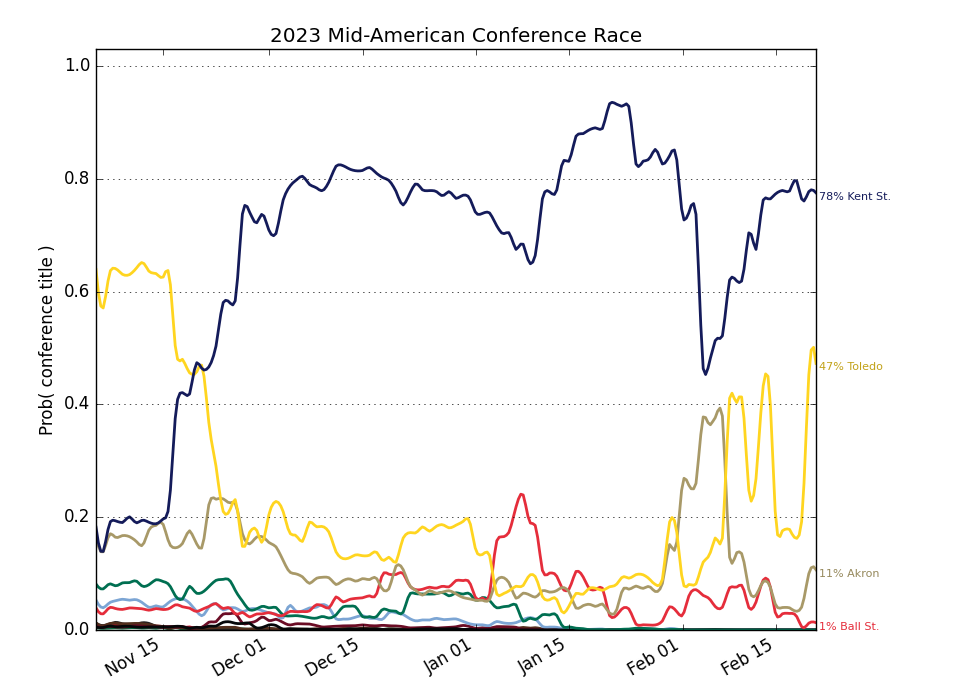 2023 Mid-American Conference Race
Prob( conference title )
1.0
0.8
0.6
0.4
0.2
0.0
78% Kent St.
47% Toledo
11% Akron
1% Ball St.
Nov 15
Dec 01
Dec 15
Jan 01
Jan 15
Feb 01
Feb 15